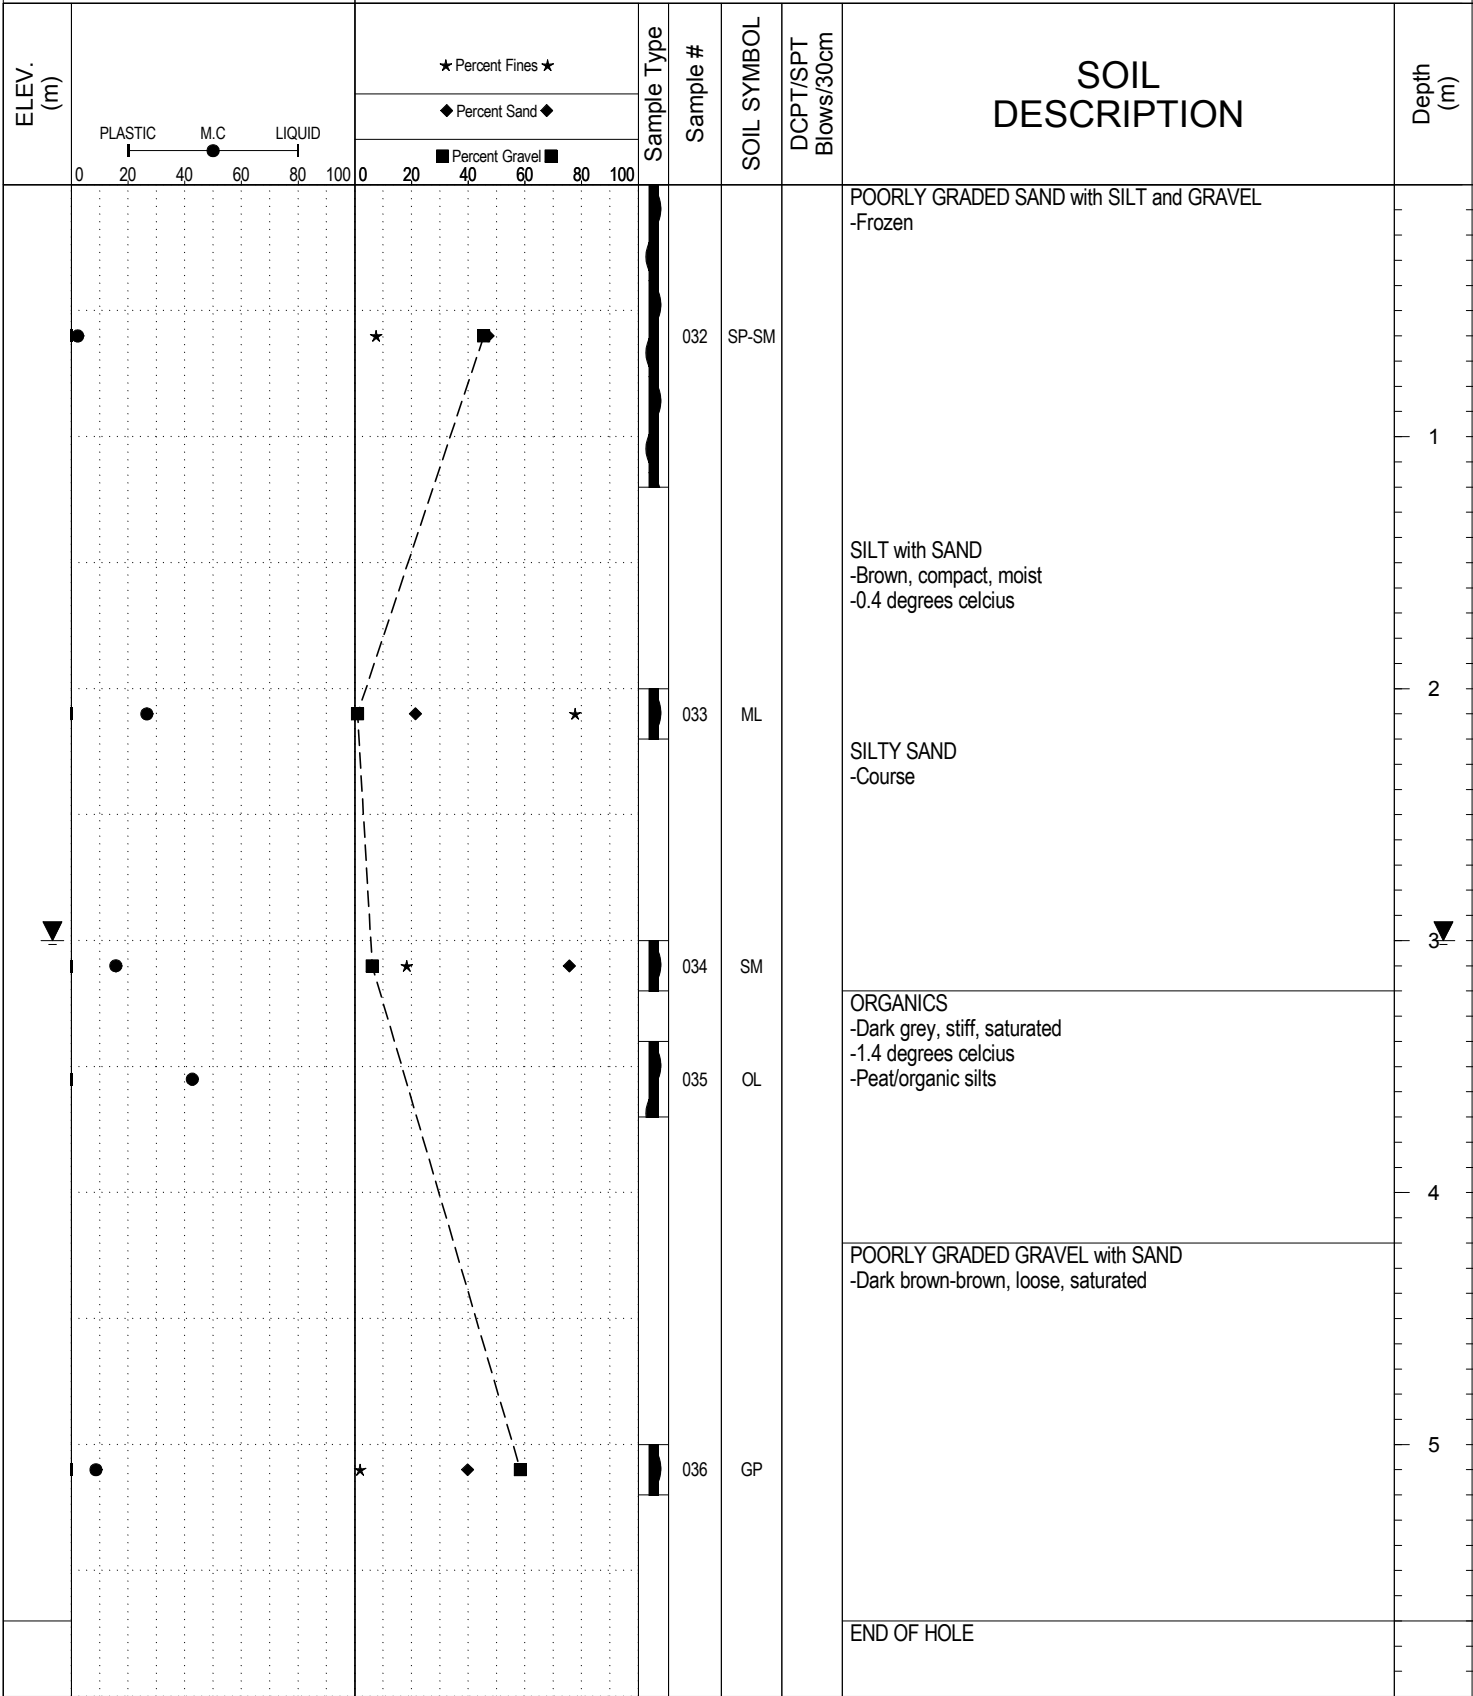 ELEV.
(m)
PLASTIC M.C LIQUID
0 20 40 60 80 100
★ Percent Fines ★
◆ Percent Sand ◆
■ Percent Gravel ■
0 20 40 60 80 100
Sample Type
Sample #
SOIL SYMBOL
DCPT/SPT
Blows/30cm
SOIL
DESCRIPTION
Depth
(m)
POORLY GRADED SAND with SILT and GRAVEL
-Frozen
032 SP-SM
1
SILT with SAND
-Brown, compact, moist
-0.4 degrees celcius
2
033 ML
SILTY SAND
-Course
3
034 SM
ORGANICS
-Dark grey, stiff, saturated
-1.4 degrees celcius
-Peat/organic silts
035 OL
4
POORLY GRADED GRAVEL with SAND
-Dark brown-brown, loose, saturated
5
036 GP
END OF HOLE